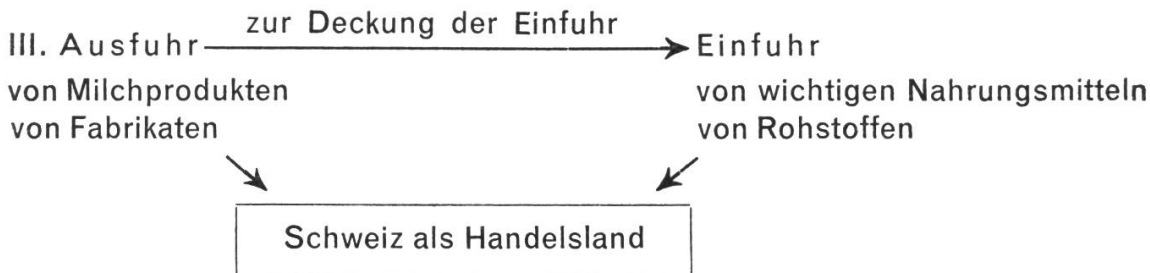 zur Deckung der Einfuhr
III. Ausfuhr Einfuhr
von Milchprodukten von wichtigen Nahrungsmitteln
von Fabrikaten von Rohstoffen
Schweiz als Handelsland